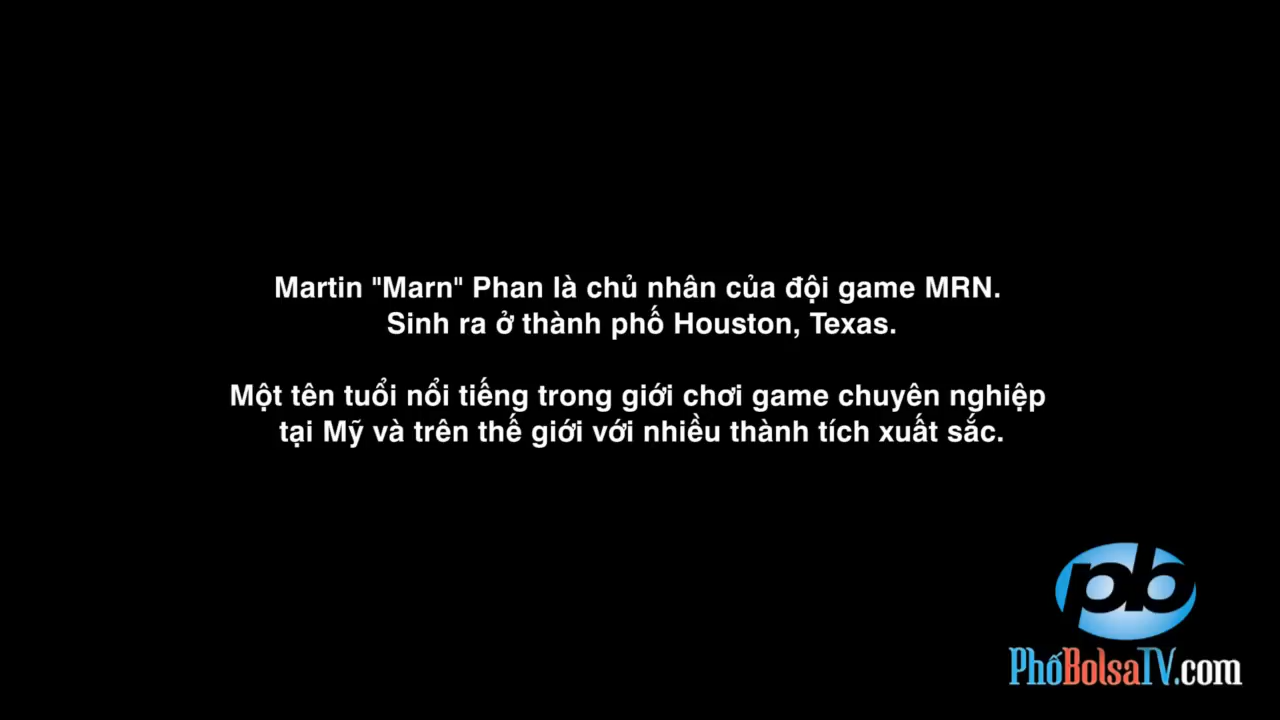 Martin "Marn" Phan là chủ nhân của đội game MRN.
Sinh ra ở thành phố Houston, Texas.
Một tên tuổi nổi tiếng trong giới chơi game chuyên nghiệp
tại Mỹ và trên thế giới với nhiều thành tích xuất sắc.
pb
PhốBolsaTV.com